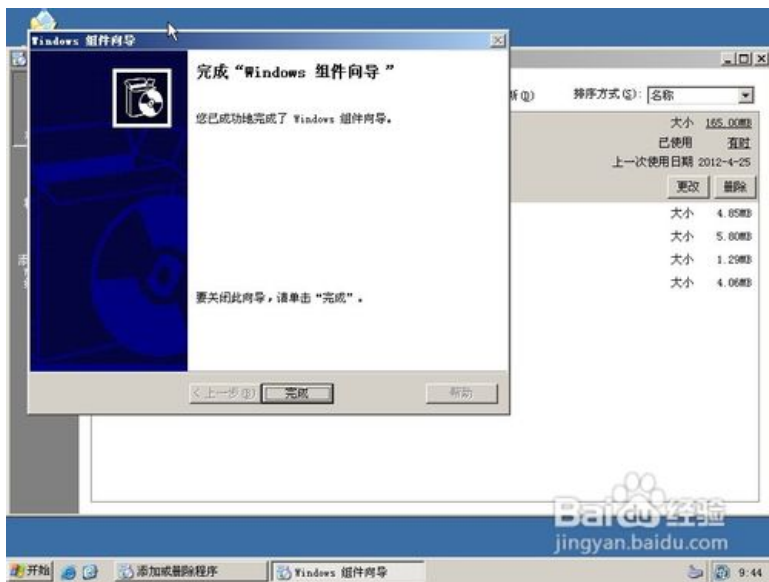 Windows 组件向导
完成“Windows 组件向导”
您已成功地完成了 Windows 组件向导。
要关闭此向导，请单击“完成”。
< 上一步(B)
完成
帮助
(D)
排序方式(S):
名称
大小 165.00MB
已使用 有时
上一次使用日期 2012-4-25
更改
删除
大小 4.85MB
大小 5.80MB
大小 1.29MB
大小 4.06MB
Baidu 经验
jingyan.baidu.com
开始
添加或删除程序
Windows 组件向导
9:44